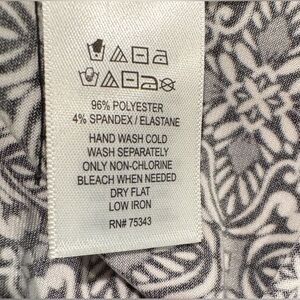 96% POLYESTER
4% SPANDEX / ELASTANE
HAND WASH COLD
WASH SEPARATELY
ONLY NON-CHLORINE
BLEACH WHEN NEEDED
DRY FLAT
LOW IRON
RN# 75343